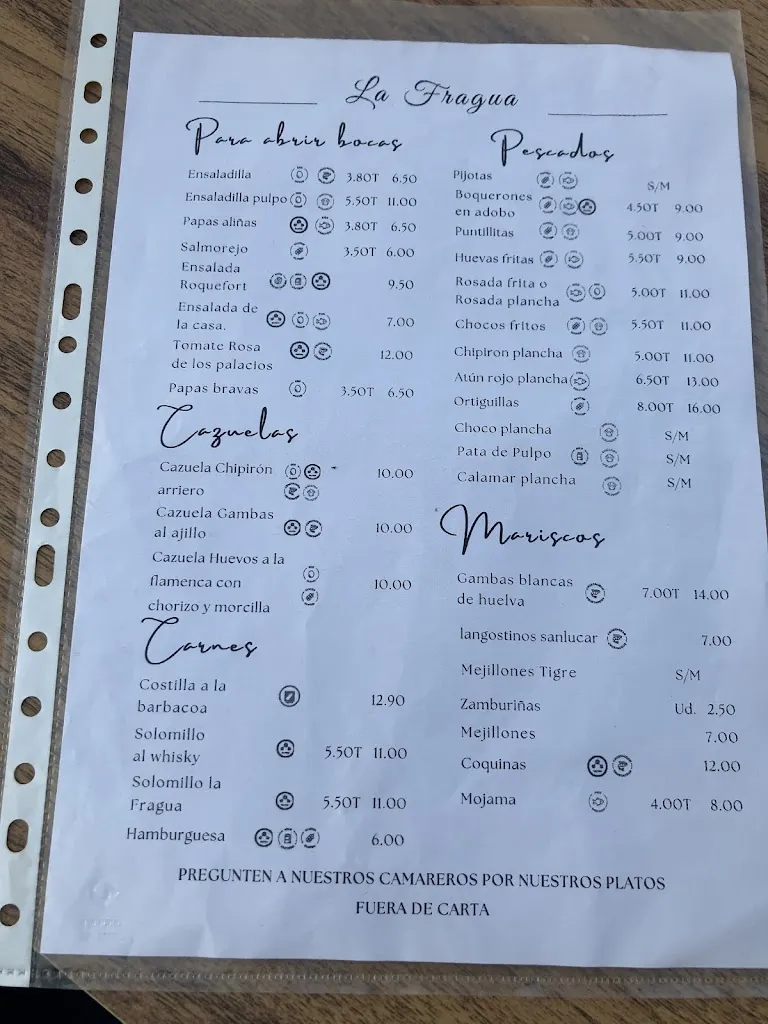 La Fragua
Para abrir bocas
Ensaladilla 3.80T 6.50
Ensaladilla pulpo 5.50T 11.00
Papas aliñas 3.80T 6.50
Salmorejo 3.50T 6.00
Ensalada
Roquefort 9.50
Ensalada de
la casa. 7.00
Tomate Rosa
de los palacios 12.00
Papas bravas 3.50T 6.50
Cazuelas
Cazuela Chipirón
arriero 10.00
Cazuela Gambas
al ajillo 10.00
Cazuela Huevos a la
flamenca con 10.00
chorizo y morcilla
Carnes
Costilla a la
barbacoa 12.90
Solomillo
al whisky 5.50T 11.00
Solomillo la
Fragua 5.50T 11.00
Hamburguesa 6.00
Pescados
Pijotas S/M
Boquerones
en adobo 4.50T 9.00
Puntillitas 5.00T 9.00
Huevas fritas 5.50T 9.00
Rosada frita o
Rosada plancha 5.00T 11.00
Chocos fritos 5.50T 11.00
Chipiron plancha 5.00T 11.00
Atún rojo plancha 6.50T 13.00
Ortiguillas 8.00T 16.00
Choco plancha S/M
Pata de Pulpo S/M
Calamar plancha S/M
Mariscos
Gambas blancas
de huelva 7.00T 14.00
langostinos sanlucar 7.00
Mejillones Tigre S/M
Zamburiñas Ud. 2.50
Mejillones 7.00
Coquinas 12.00
Mojama 4.00T 8.00
PREGUNTEN A NUESTROS CAMAREROS POR NUESTROS PLATOS
FUERA DE CARTA